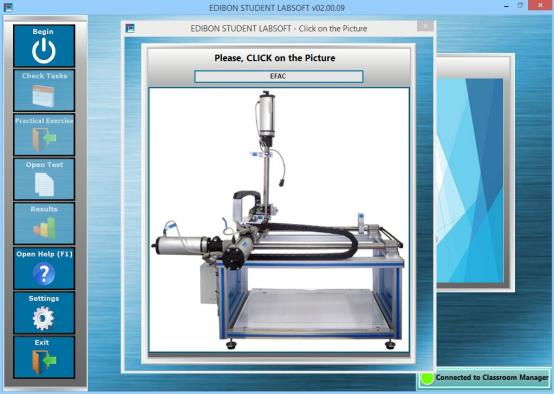 EDIBON STUDENT LABSOFT v02.00.09
Begin
Check Tasks
Practical Exercise
Open Test
Results
Open Help (F1)
Settings
Exit
EDIBON STUDENT LABSOFT - Click on the Picture
Please, CLICK on the Picture
EFAC
Connected to Classroom Manager